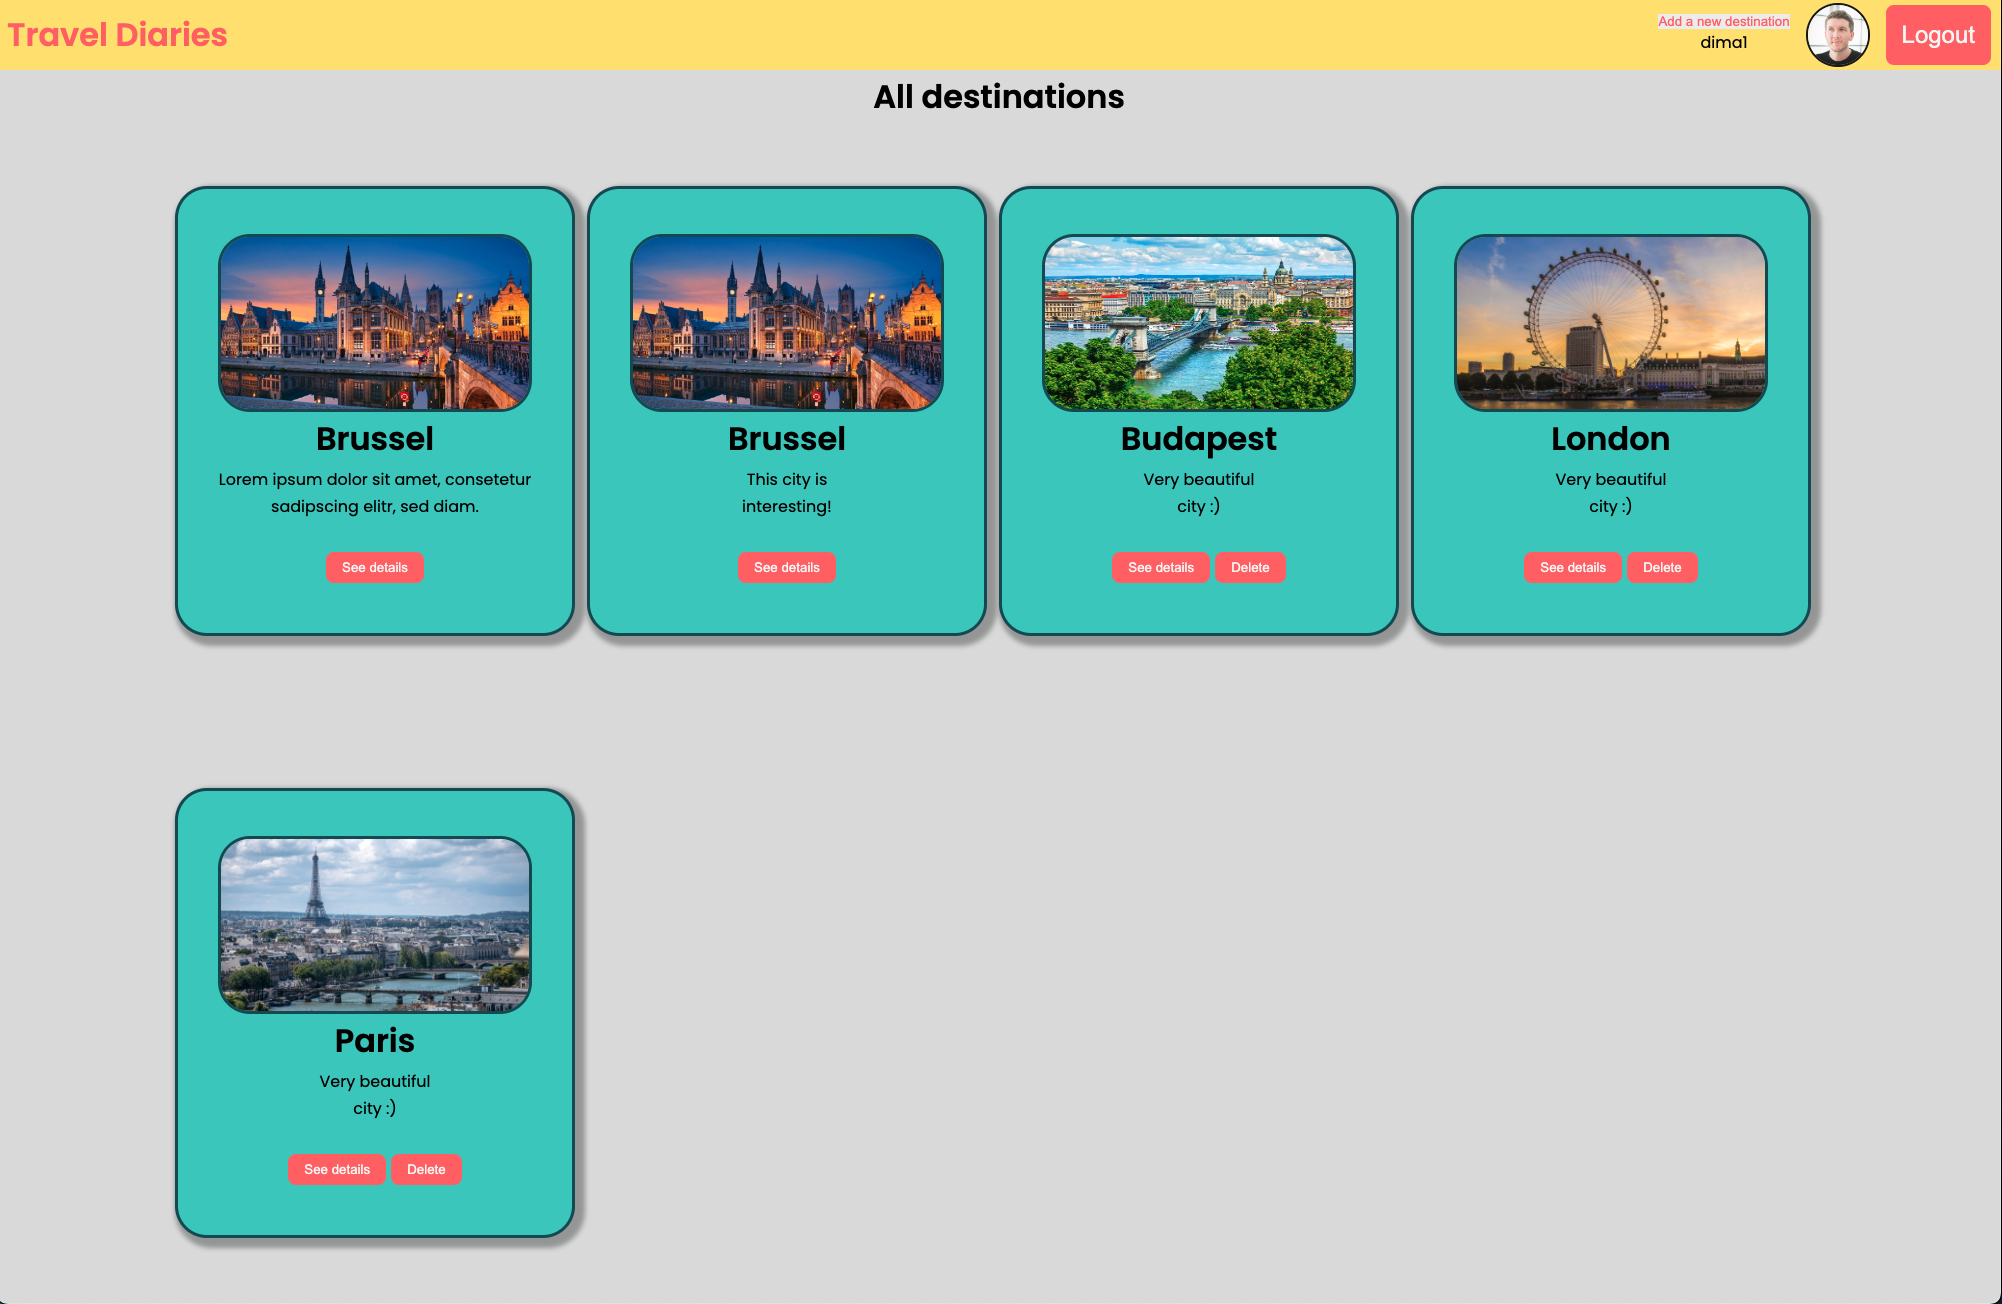 Travel Diaries
Add a new destination
dima1
Logout
All destinations
Brussel
Lorem ipsum dolor sit amet, consetetur
sadipscing elitr, sed diam.
See details
Brussel
This city is
interesting!
See details
Budapest
Very beautiful
city :)
See details
Delete
London
Very beautiful
city :)
See details
Delete
Paris
Very beautiful
city :)
See details
Delete